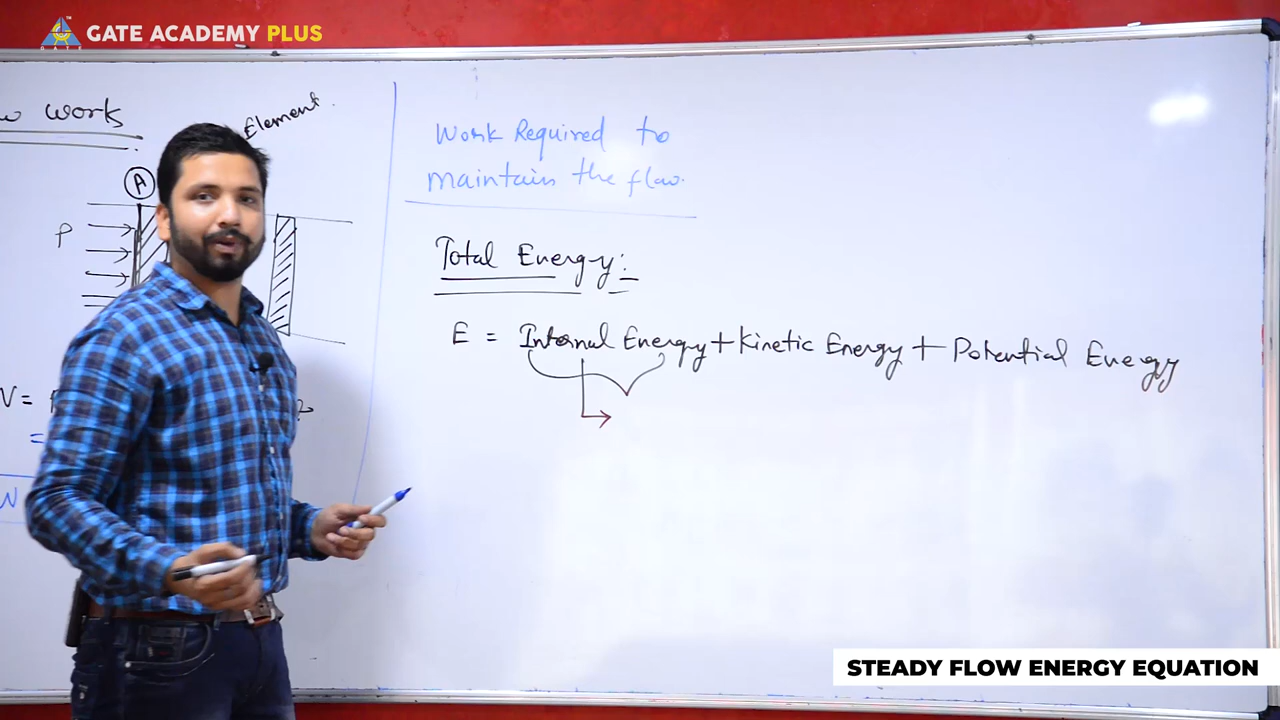 GATE ACADEMY PLUS
GATE
work
Element.
A
P
=
=
Work Required to
maintain the flow.
Total Energy:
E = Internal Energy + Kinetic Energy + Potential Energy
STEADY FLOW ENERGY EQUATION